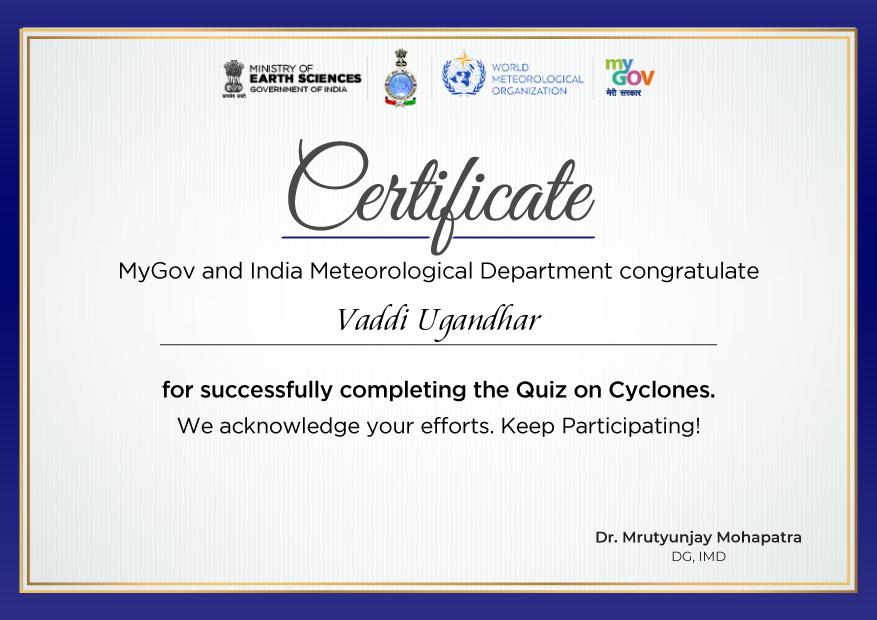 MINISTRY OF
EARTH SCIENCES
GOVERNMENT OF INDIA
सत्यमेव जयते
WORLD
METEOROLOGICAL
ORGANIZATION
my
GOV
मेरी सरकार
Certificate
MyGov and India Meteorological Department congratulate
Vaddi Ugandhar
for successfully completing the Quiz on Cyclones.
We acknowledge your efforts. Keep Participating!
Dr. Mrutyunjay Mohapatra
DG, IMD